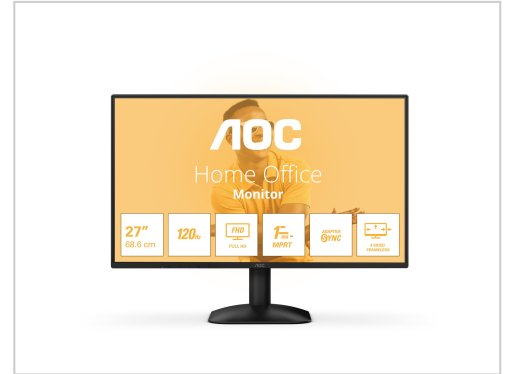 AOC
Home Office
Monitor
27"
68.6 cm
120Hz
FHD
FULL HD
1ms
MPRT
ADAPTIVE
SYNC
3-SIDED
FRAMELESS
AOC